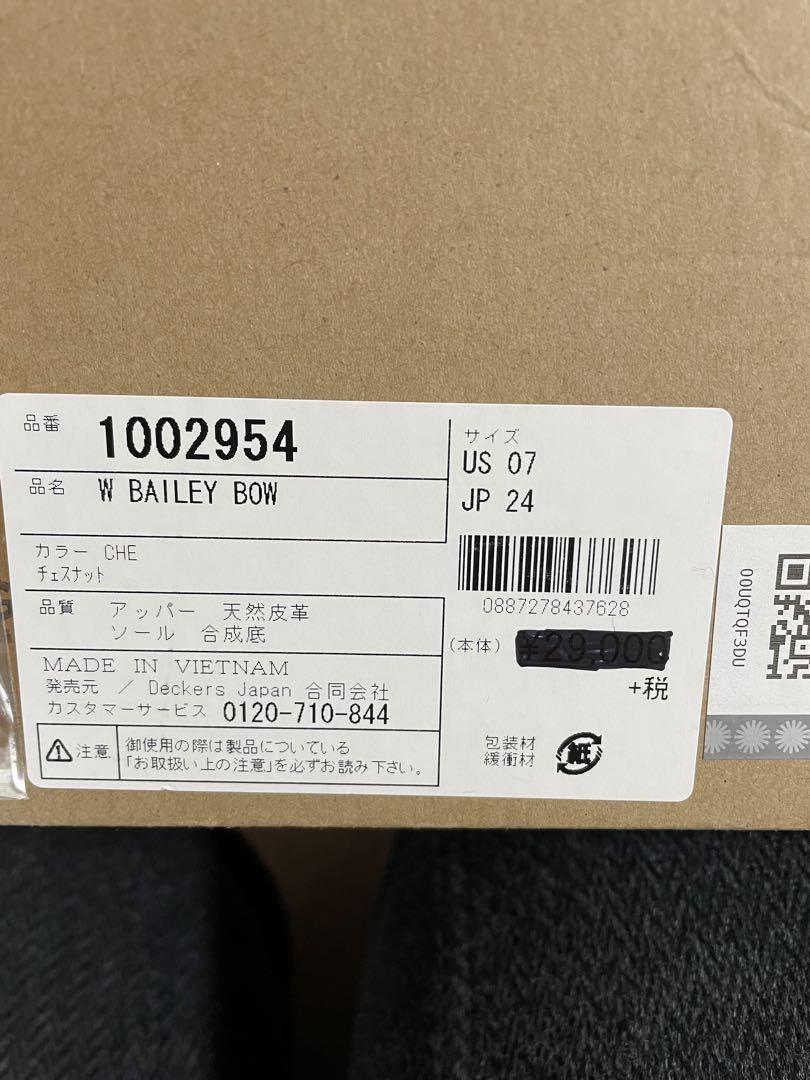 品番 1002954
品名 W BAILEY BOW
カラー CHE
チェスナット
品質 アッパー 天然皮革
ソール 合成底
MADE IN VIETNAM
発売元 / Deckers Japan 合同会社
カスタマーサービス 0120-710-844
注意 御使用の際は製品についている
「お取扱い上の注意」を必ずお読み下さい。
サイズ
US 07
JP 24
0887278437628
(本体) ¥29,000
+税
包装材
緩衝材
紙
00UQTQF3DU